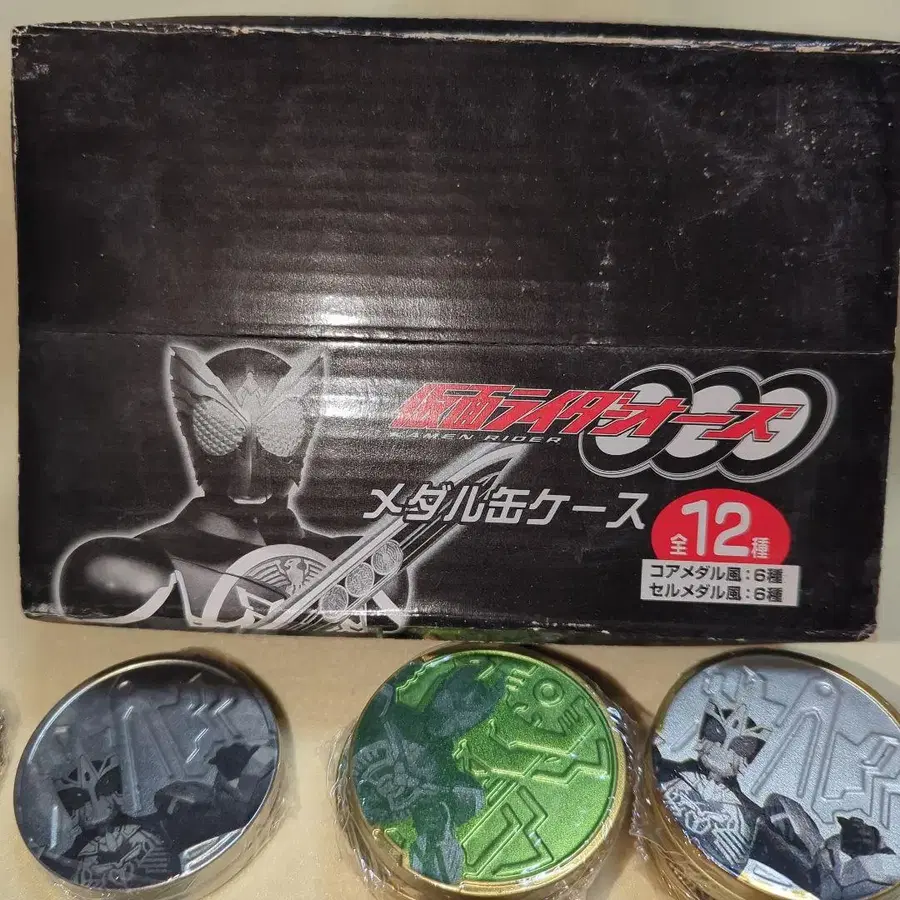 仮面ライダーオーズ
KAMEN RIDER
メダル缶ケース
全12種
コアメダル風:6種
セルメダル風:6種